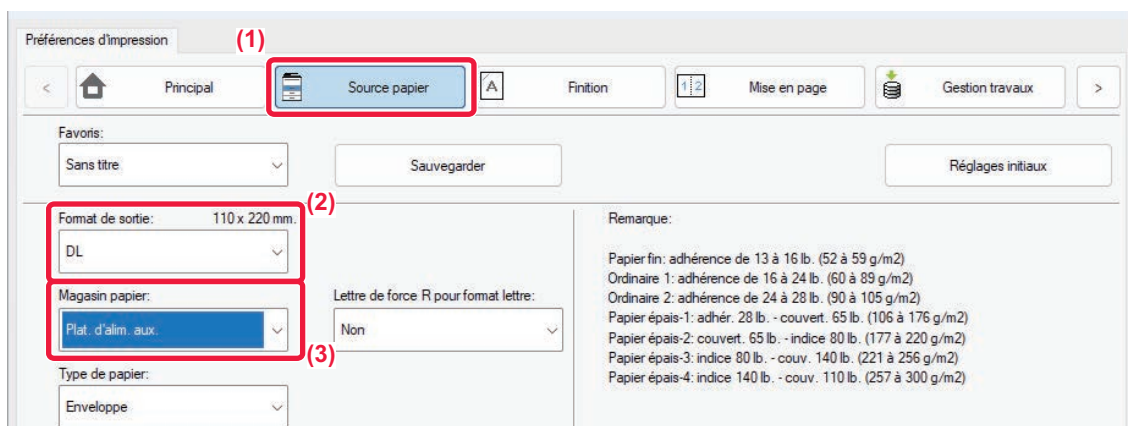 Préférences d'impression
(1)
<
Principal
Source papier
A
Finition
1 2
Mise en page
Gestion travaux
>
Favoris:
Sans titre
Sauvegarder
Réglages initiaux
(2)
Format de sortie: 110 x 220 mm.
DL
Magasin papier:
Plat. d'alim. aux.
(3)
Type de papier:
Enveloppe
Lettre de force R pour format lettre:
Non
Remarque:
Papier fin: adhérence de 13 à 16 lb. (52 à 59 g/m2)
Ordinaire 1: adhérence de 16 à 24 lb. (60 à 89 g/m2)
Ordinaire 2: adhérence de 24 à 28 lb. (90 à 105 g/m2)
Papier épais-1: adhér. 28 lb. - couvert. 65 lb. (106 à 176 g/m2)
Papier épais-2: couvert. 65 lb. - indice 80 lb. (177 à 220 g/m2)
Papier épais-3: indice 80 lb. - couv. 140 lb. (221 à 256 g/m2)
Papier épais-4: indice 140 lb. - couv. 110 lb. (257 à 300 g/m2)